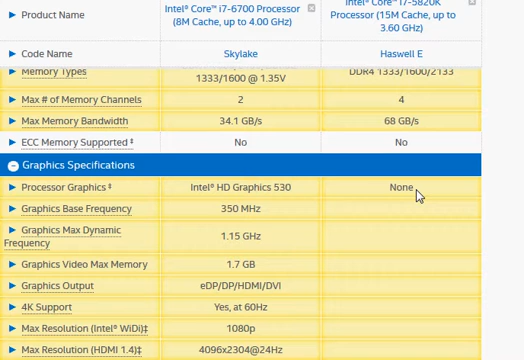 Product Name
Intel® Core™ i7-6700 Processor
(8M Cache, up to 4.00 GHz)
Intel® Core™ i7-5820K
Processor (15M Cache, up to
3.60 GHz)
Code Name Skylake Haswell E
Memory Types
1333/1600 @ 1.35V
DDR4 1333/1600/2133
Max # of Memory Channels 2 4
Max Memory Bandwidth 34.1 GB/s 68 GB/s
ECC Memory Supported ‡ No No
Graphics Specifications
Processor Graphics ‡ Intel® HD Graphics 530 None
Graphics Base Frequency 350 MHz
Graphics Max Dynamic
Frequency
1.15 GHz
Graphics Video Max Memory 1.7 GB
Graphics Output eDP/DP/HDMI/DVI
4K Support Yes, at 60Hz
Max Resolution (Intel® WiDi)‡ 1080p
Max Resolution (HDMI 1.4)‡ 4096x2304@24Hz